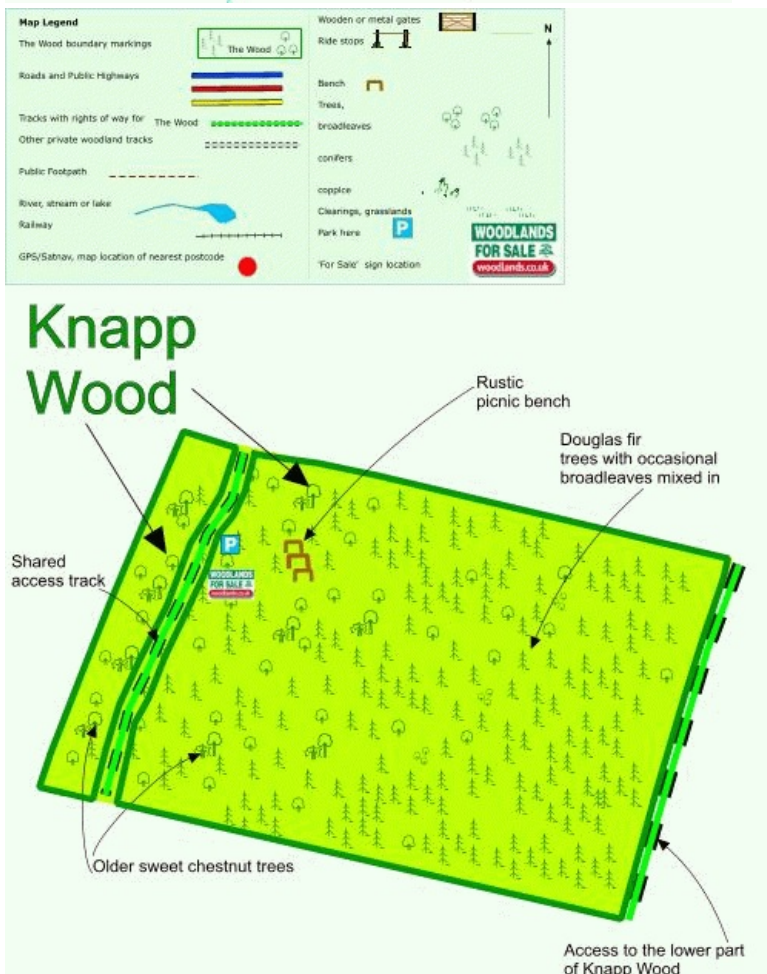 Map Legend
The Wood boundary markings
The Wood
Roads and Public Highways
Tracks with rights of way for The Wood
Other private woodland tracks
Public Footpath
River, stream or lake
Railway
GPS/Satnav, map location of nearest postcode
Wooden or metal gates
Ride stops
Bench
Trees,
broadleaves
conifers
coppice
Clearings, grasslands
Park here
P
'For Sale' sign location
WOODLANDS
FOR SALE
woodlands.co.uk
N
Knapp
Wood
Rustic
picnic bench
Douglas fir
trees with occasional
broadleaves mixed in
Shared
access track
P
WOODLANDS
FOR SALE
woodlands.co.uk
Older sweet chestnut trees
Access to the lower part
of Knapp Wood